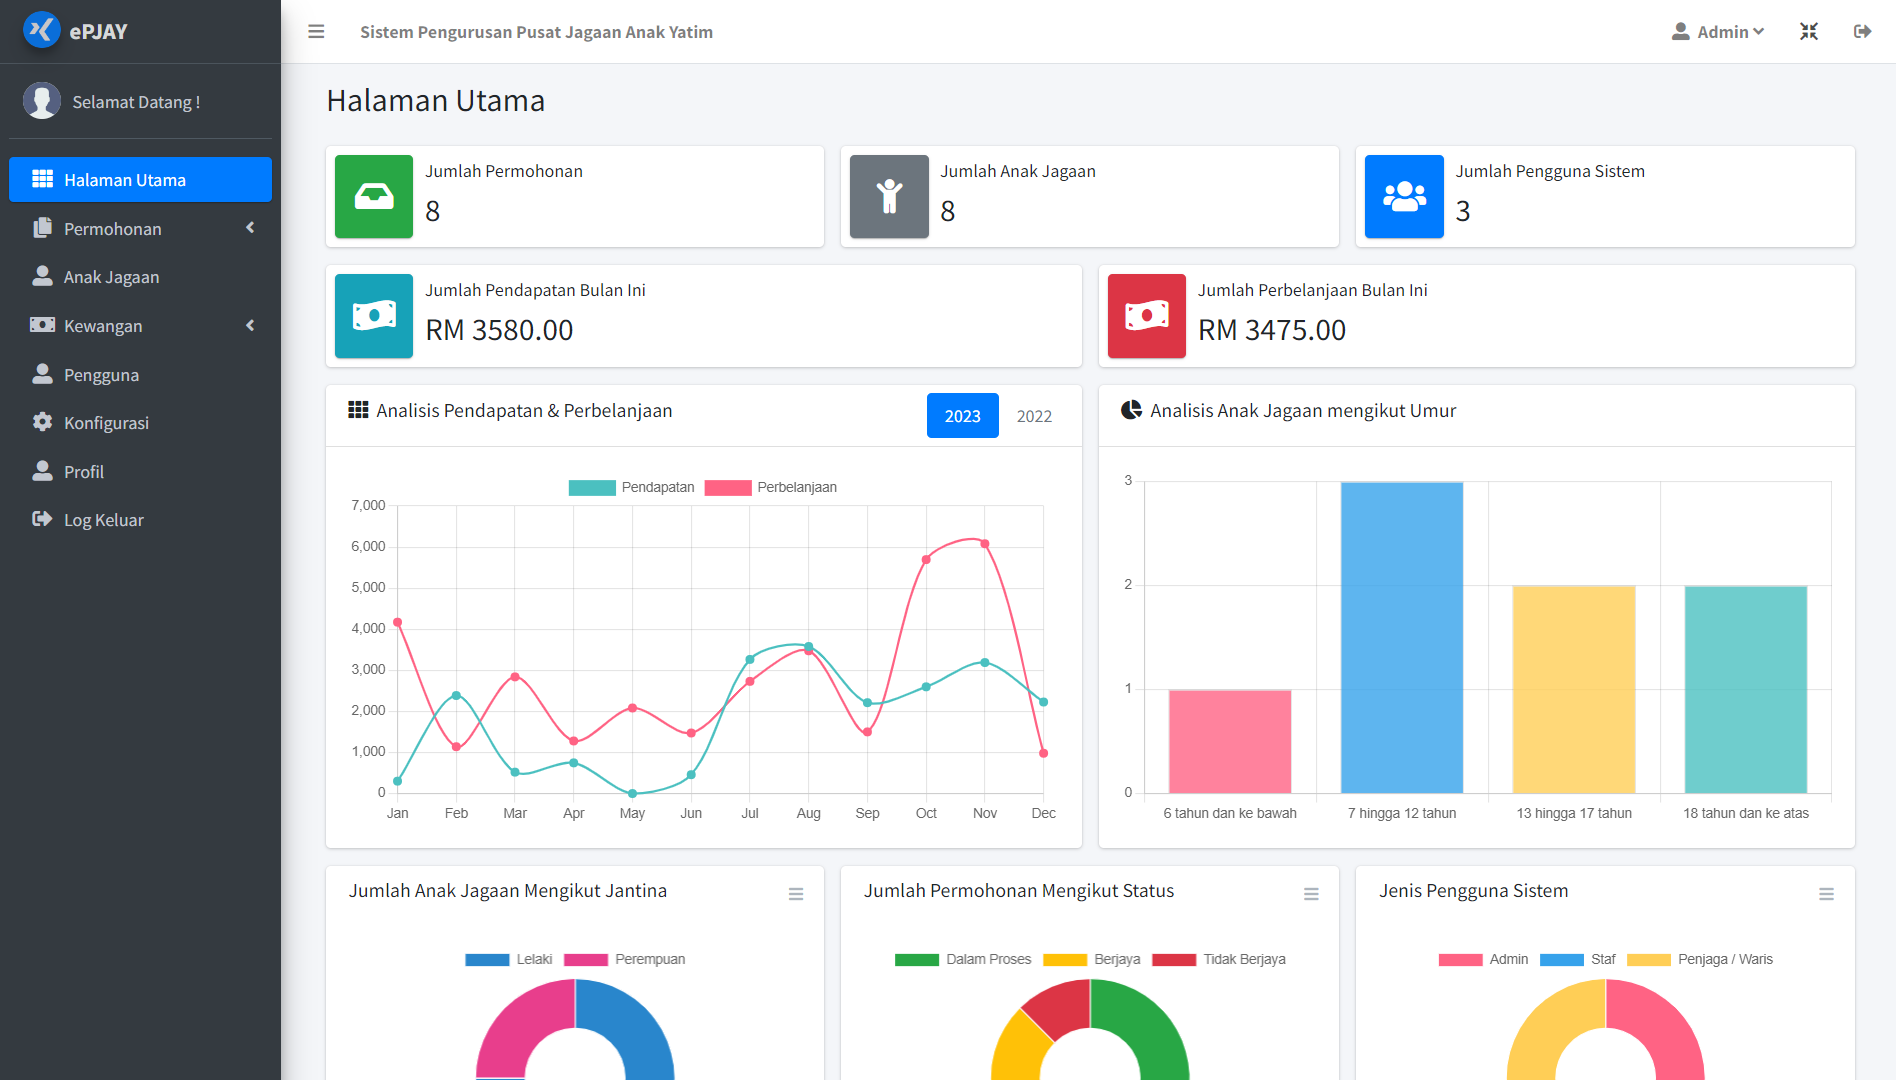 ePJAY
Sistem Pengurusan Pusat Jagaan Anak Yatim
Admin
Selamat Datang !
Halaman Utama
Permohonan
Anak Jagaan
Kewangan
Pengguna
Konfigurasi
Profil
Log Keluar
Halaman Utama
Jumlah Permohonan
8
Jumlah Anak Jagaan
8
Jumlah Pengguna Sistem
3
Jumlah Pendapatan Bulan Ini
RM 3580.00
Jumlah Perbelanjaan Bulan Ini
RM 3475.00
Analisis Pendapatan & Perbelanjaan
2023
2022
Pendapatan
Perbelanjaan
7,000
6,000
5,000
4,000
3,000
2,000
1,000
0
Jan Feb Mar Apr May Jun Jul Aug Sep Oct Nov Dec
Analisis Anak Jagaan mengikut Umur
3
2
1
0
6 tahun dan ke bawah 7 hingga 12 tahun 13 hingga 17 tahun 18 tahun dan ke atas
Jumlah Anak Jagaan Mengikut Jantina
Lelaki Perempuan
Jumlah Permohonan Mengikut Status
Dalam Proses Berjaya Tidak Berjaya
Jenis Pengguna Sistem
Admin Staf Penjaga / Waris